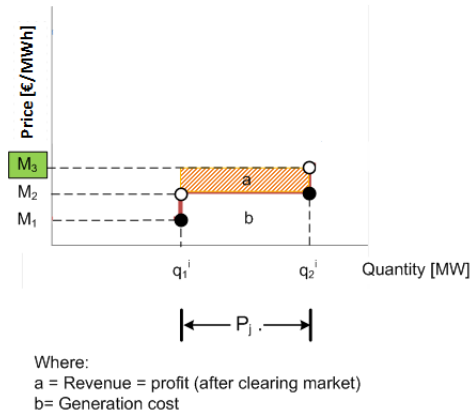 Price [€/MWh]
M3
a
M2
b
M1
q1i
q2i
Quantity [MW]
Pj .
Where:
a = Revenue = profit (after clearing market)
b= Generation cost